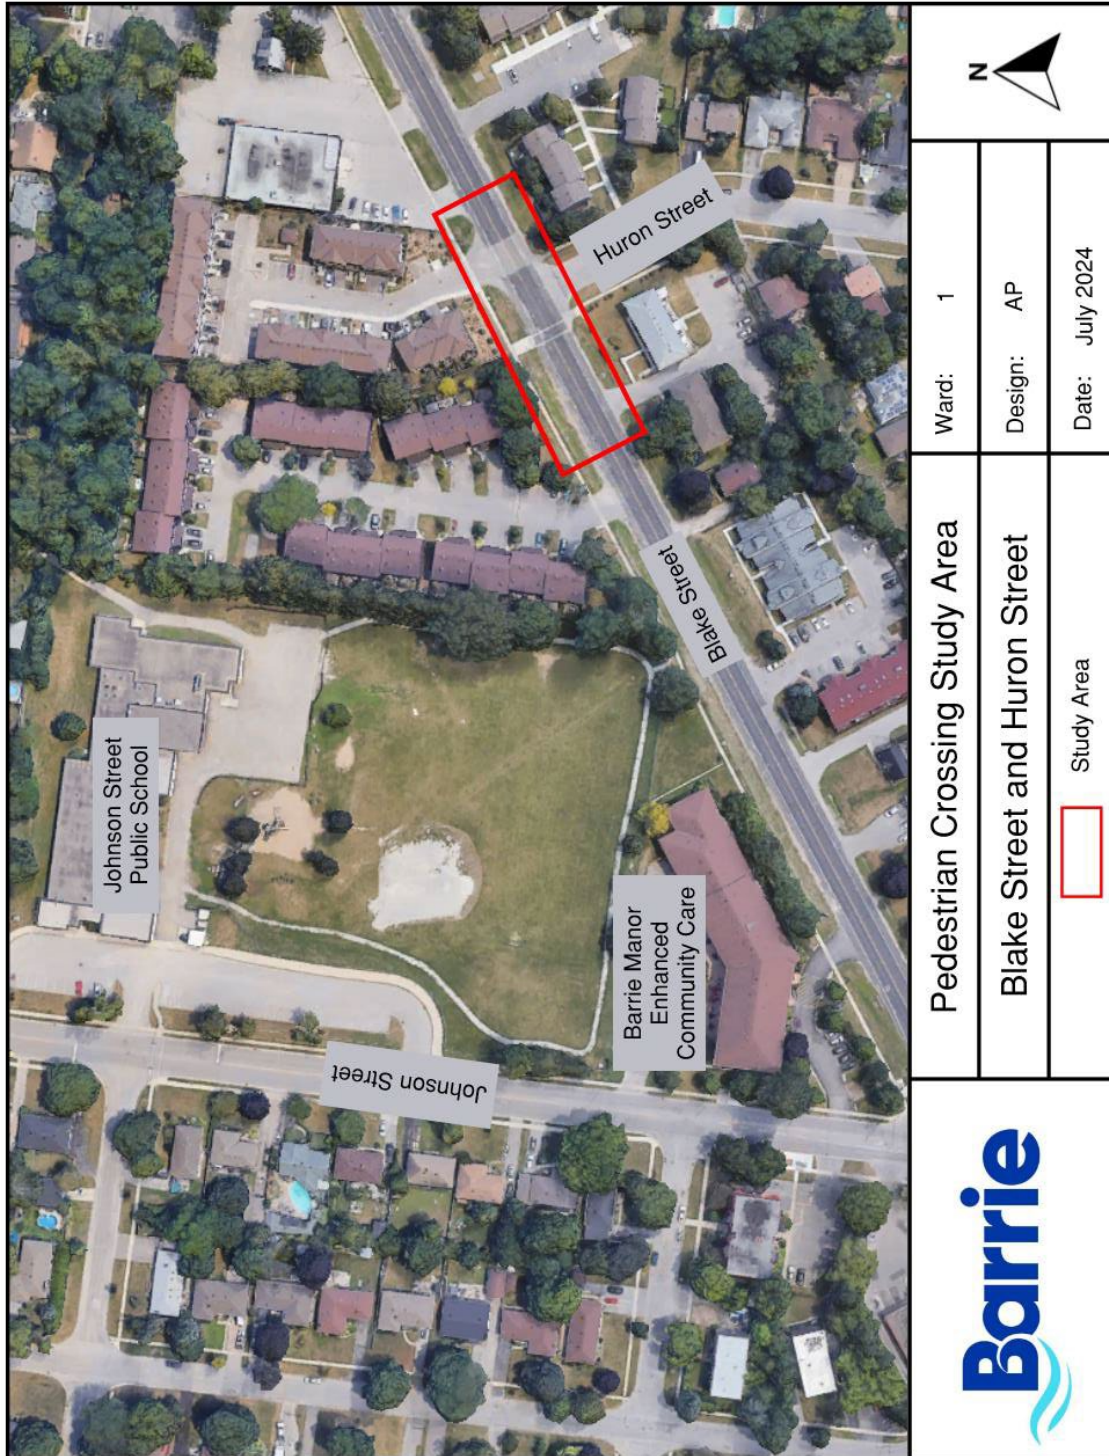 Johnson Street
Public School
Johnson Street
Barrie Manor
Enhanced
Community Care
Blake Street
Huron Street
Barrie
Pedestrian Crossing Study Area
Blake Street and Huron Street
Study Area
Ward: 1
Design: AP
Date: July 2024
N